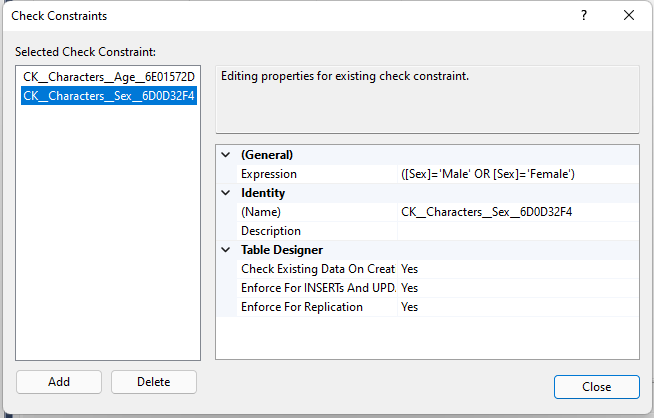 Check Constraints
? ×
Selected Check Constraint:
CK__Characters__Age__6E01572D
CK__Characters__Sex__6D0D32F4
Editing properties for existing check constraint.
(General)
Expression ([Sex]='Male' OR [Sex]='Female')
Identity
(Name) CK__Characters__Sex__6D0D32F4
Description
Table Designer
Check Existing Data On Creat Yes
Enforce For INSERTs And UPD. Yes
Enforce For Replication Yes
Add Delete
Close